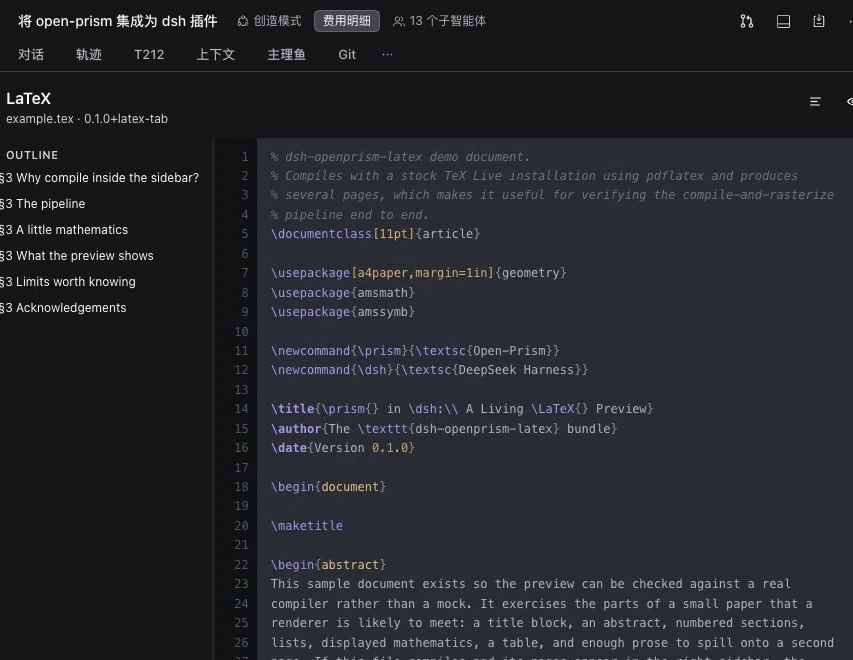 将 open-prism 集成为 dsh 插件 创造模式 费用明细 13 个子智能体
对话 轨迹 T212 上下文 主理鱼 Git ...
LaTeX
example.tex · 0.1.0+latex-tab
OUTLINE
§3 Why compile inside the sidebar?
§3 The pipeline
§3 A little mathematics
§3 What the preview shows
§3 Limits worth knowing
§3 Acknowledgements
1 % dsh-openprism-latex demo document.
2 % Compiles with a stock TeX Live installation using pdflatex and produces
3 % several pages, which makes it useful for verifying the compile-and-rasterize
4 % pipeline end to end.
5 \documentclass[11pt]{article}
6
7 \usepackage[a4paper,margin=1in]{geometry}
8 \usepackage{amsmath}
9 \usepackage{amssymb}
10
11 \newcommand{\prism}{\textsc{Open-Prism}}
12 \newcommand{\dsh}{\textsc{DeepSeek Harness}}
13
14 \title{\prism{} in \dsh:\\ A Living \LaTeX{} Preview}
15 \author{The \texttt{dsh-openprism-latex} bundle}
16 \date{Version 0.1.0}
17
18 \begin{document}
19
20 \maketitle
21
22 \begin{abstract}
23 This sample document exists so the preview can be checked against a real
24 compiler rather than a mock. It exercises the parts of a small paper that a
25 renderer is likely to meet: a title block, an abstract, numbered sections,
26 lists, displayed mathematics, a table, and enough prose to spill onto a second